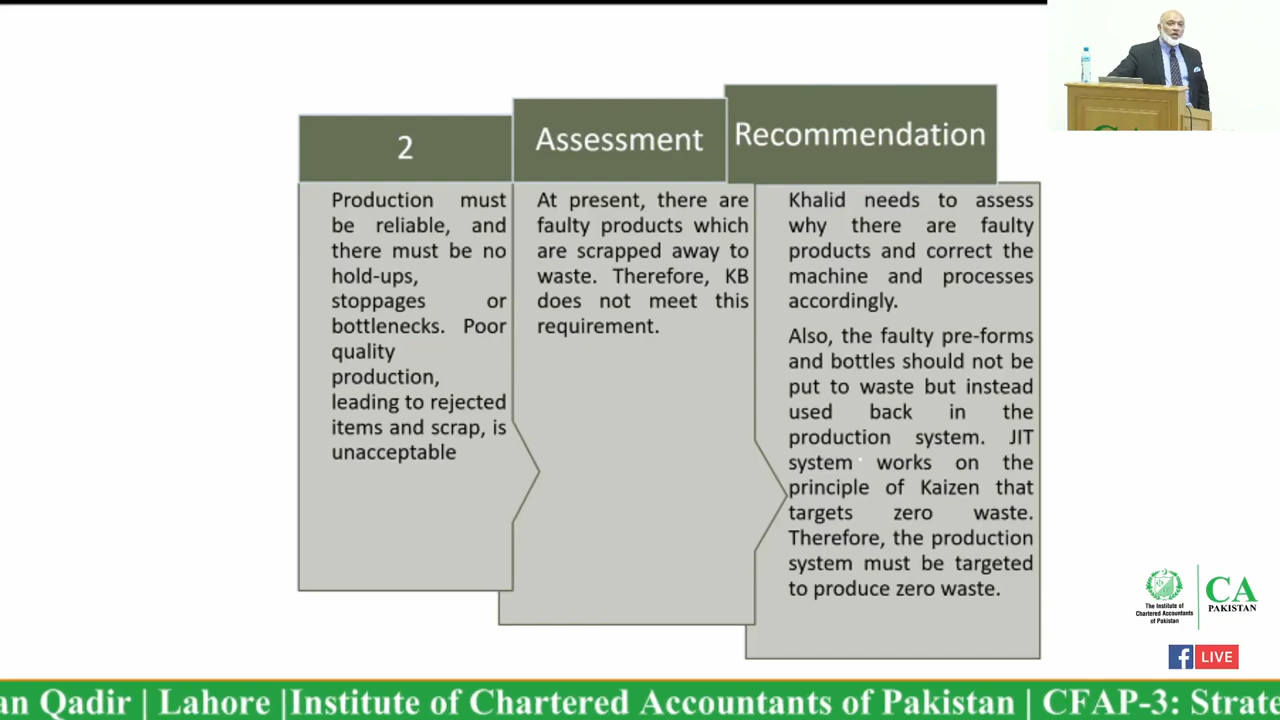 2
Production must
be reliable, and
there must be no
hold-ups,
stoppages or
bottlenecks. Poor
quality
production,
leading to rejected
items and scrap, is
unacceptable
Assessment
At present, there are
faulty products which
are scrapped away to
waste. Therefore, KB
does not meet this
requirement.
Recommendation
Khalid needs to assess
why there are faulty
products and correct the
machine and processes
accordingly.
Also, the faulty pre-forms
and bottles should not be
put to waste but instead
used back in the
production system. JIT
system works on the
principle of Kaizen that
targets zero waste.
Therefore, the production
system must be targeted
to produce zero waste.
The Institute of
Chartered Accountants
of Pakistan
CA
PAKISTAN
f LIVE
an Qadir | Lahore |Institute of Chartered Accountants of Pakistan | CFAP-3: Strate